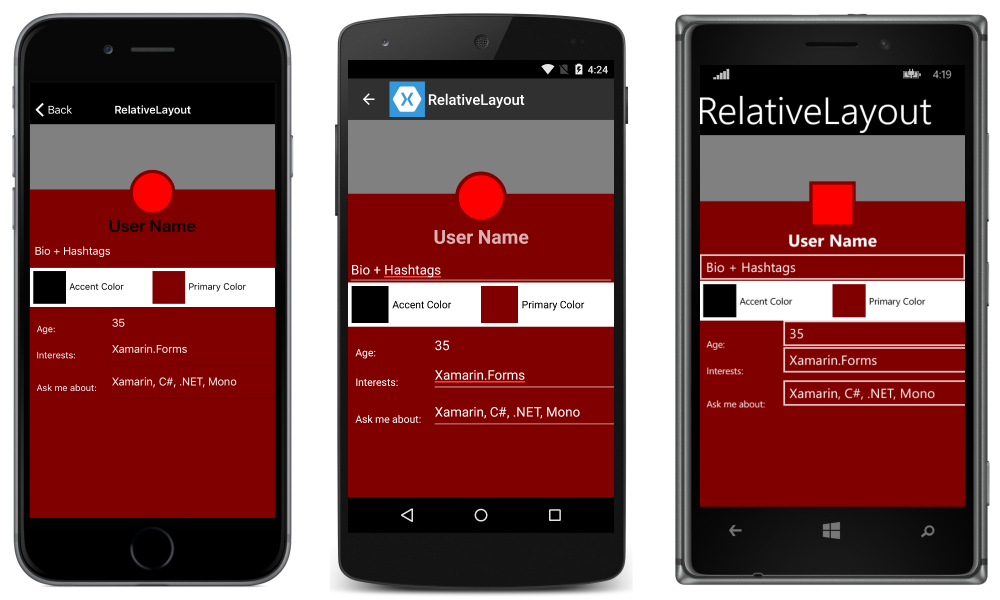 Back
RelativeLayout
User Name
Bio + Hashtags
Accent Color
Primary Color
Age:
35
Interests:
Xamarin.Forms
Ask me about:
Xamarin, C#, .NET, Mono
4:24
RelativeLayout
User Name
Bio + Hashtags
Accent Color
Primary Color
Age:
35
Interests:
Xamarin.Forms
Ask me about:
Xamarin, C#, .NET, Mono
4:19
RelativeLayout
User Name
Bio + Hashtags
Accent Color
Primary Color
Age:
35
Interests:
Xamarin.Forms
Ask me about:
Xamarin, C#, .NET, Mono